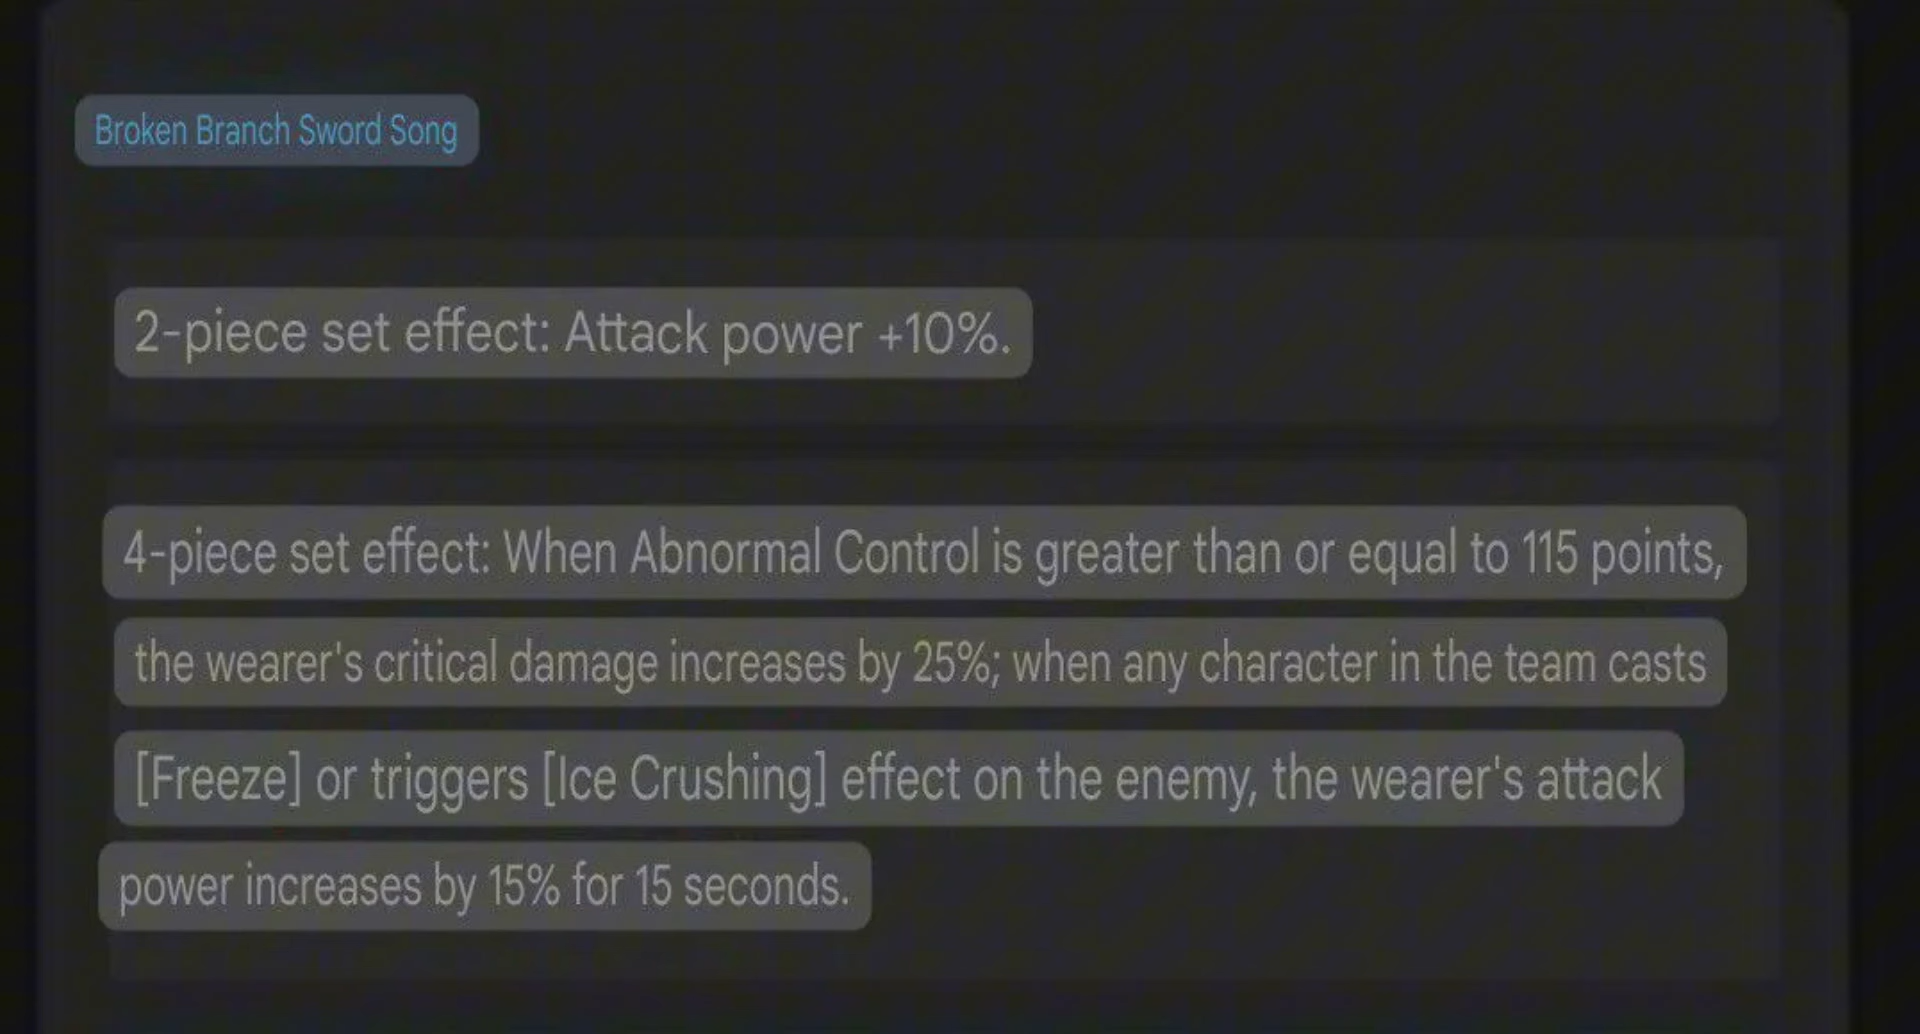 Broken Branch Sword Song
2-piece set effect: Attack power +10%.
4-piece set effect: When Abnormal Control is greater than or equal to 115 points,
the wearer's critical damage increases by 25%; when any character in the team casts
[Freeze] or triggers [Ice Crushing] effect on the enemy, the wearer's attack
power increases by 15% for 15 seconds.